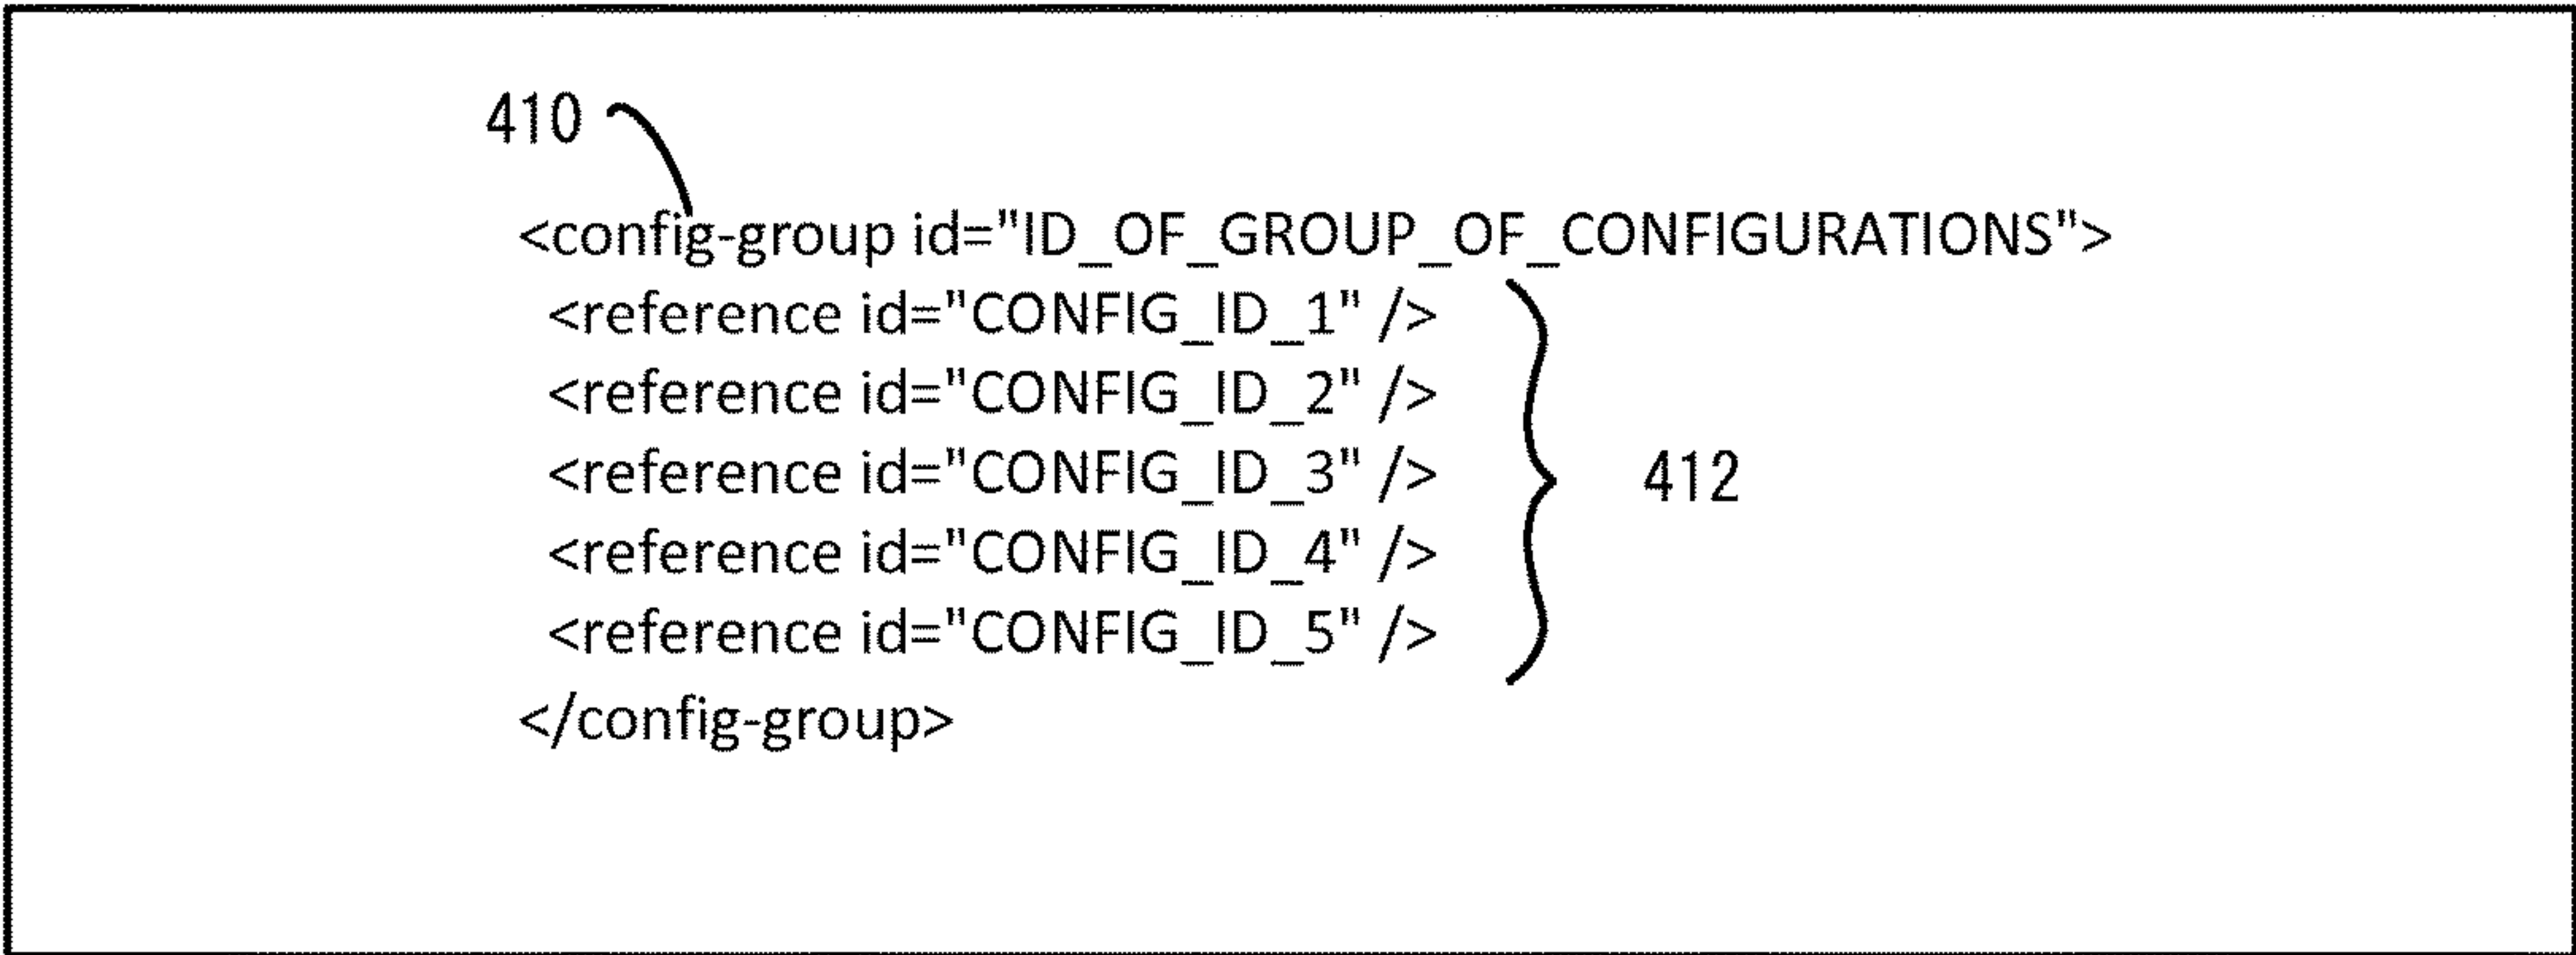 410
<config-group id="ID_OF_GROUP_OF_CONFIGURATIONS">
<reference id="CONFIG_ID_1" />
<reference id="CONFIG_ID_2" />
<reference id="CONFIG_ID_3" />
412
<reference id="CONFIG_ID_4" />
<reference id="CONFIG_ID_5" />
</config-group>